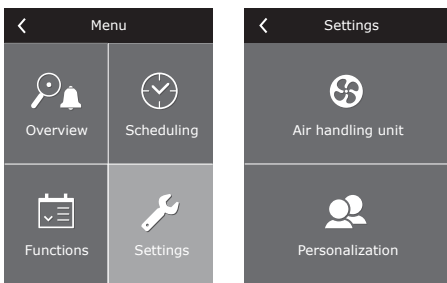 Menu
Overview
Scheduling
Functions
Settings
Settings
Air handling unit
Personalization